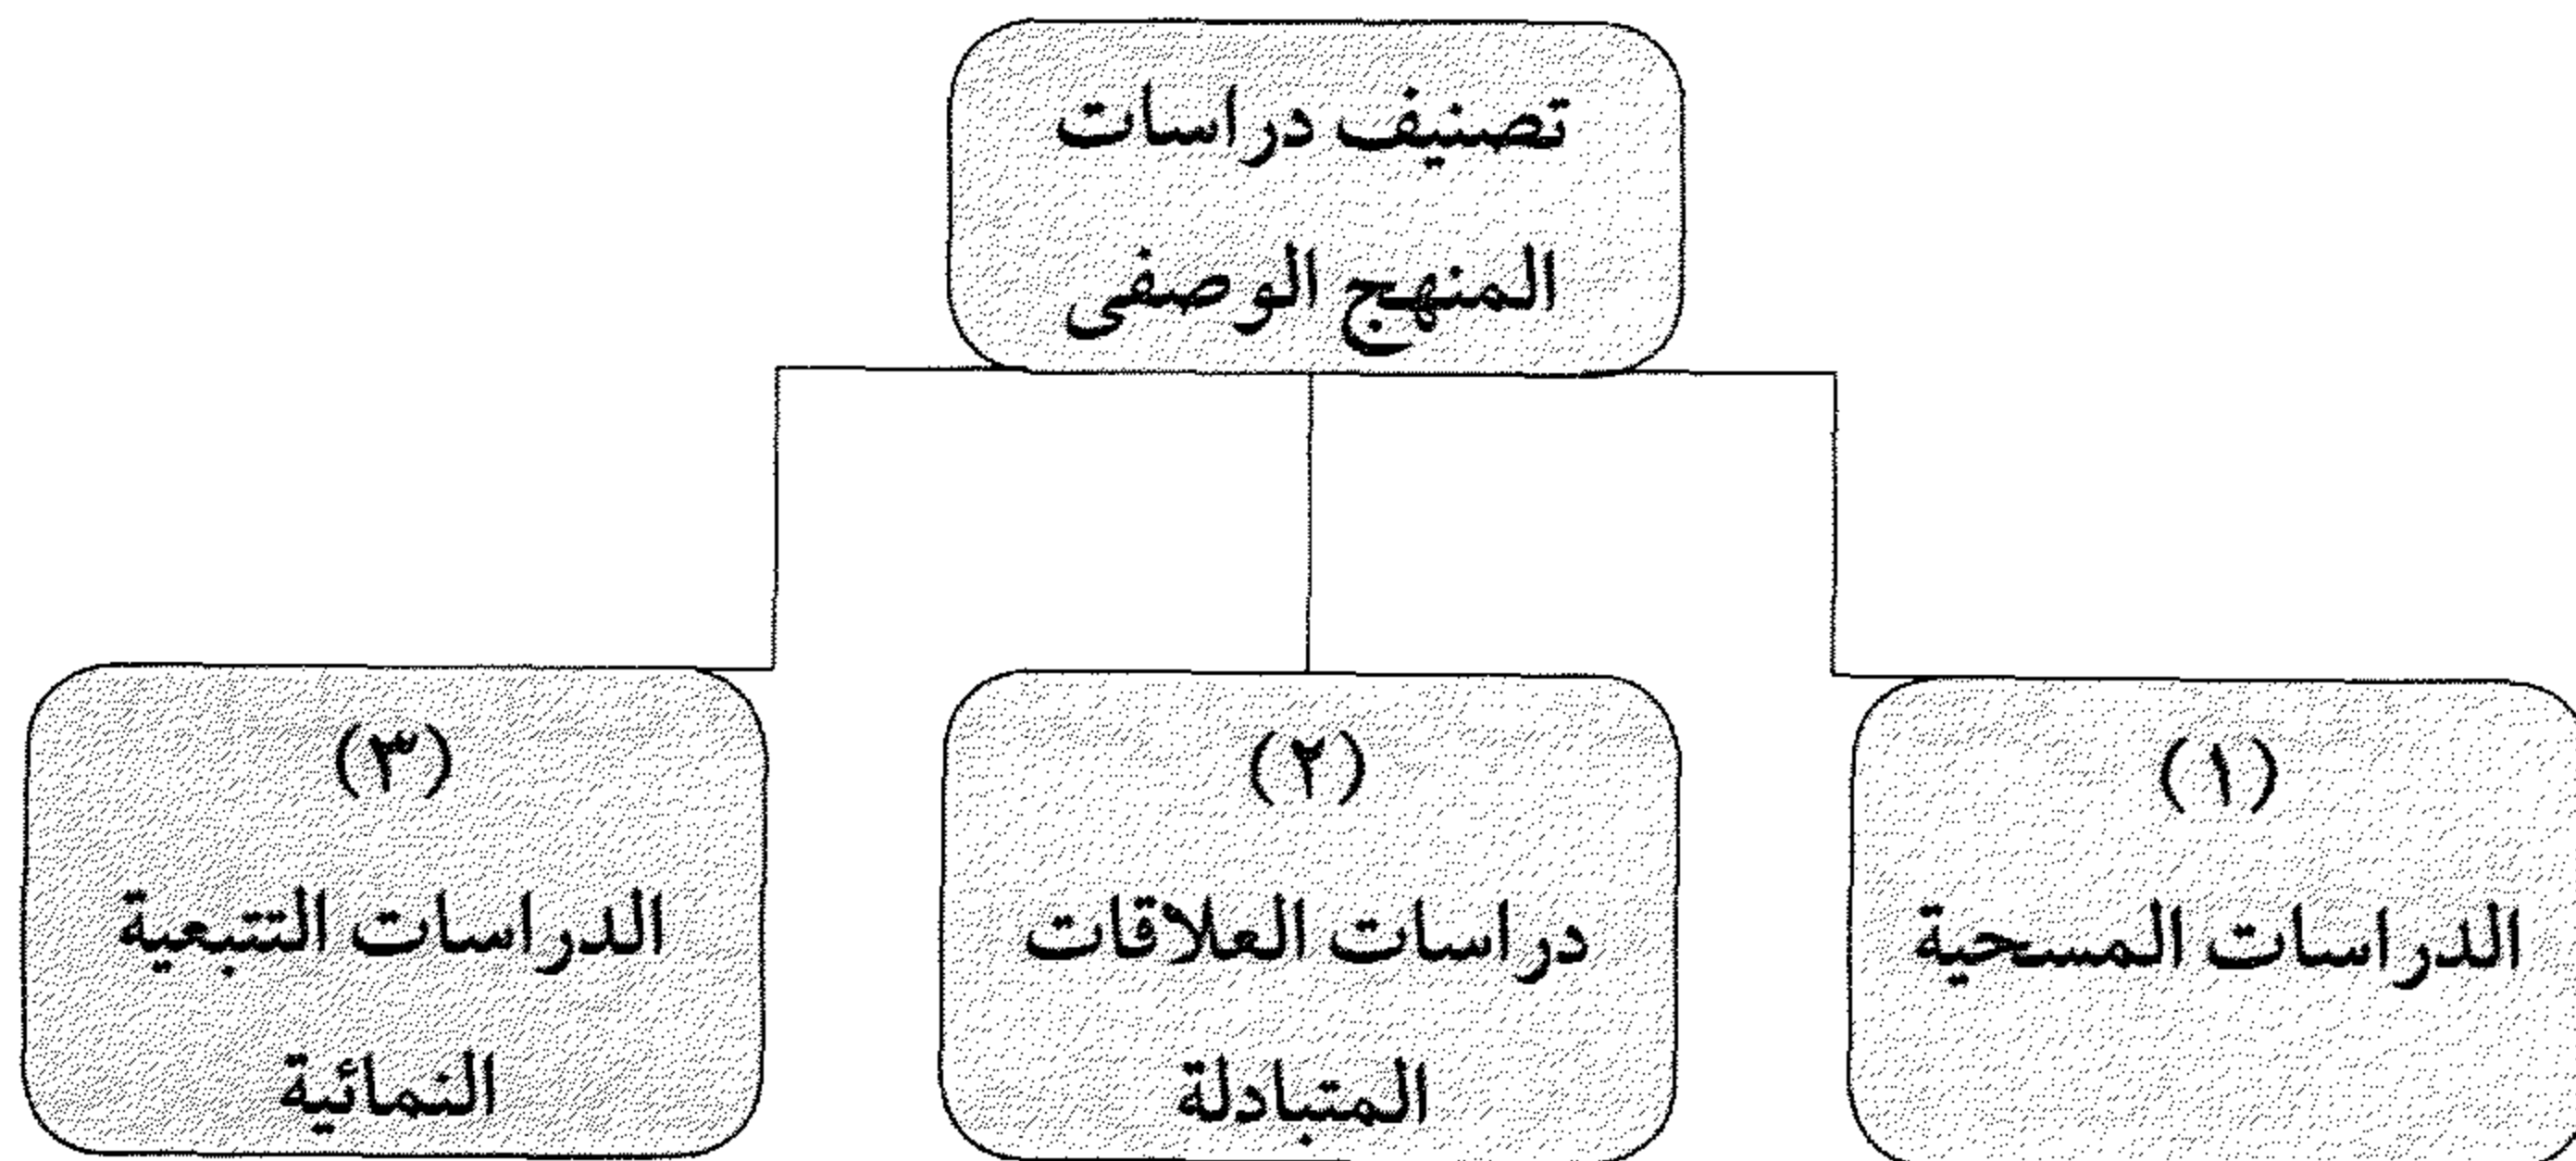 تصنيف دراسات
المنهج الوصفى
(١)
الدراسات المسحية
(٢)
دراسات العلاقات
المتبادلة
(٣)
الدراسات التتبعية
النمائية